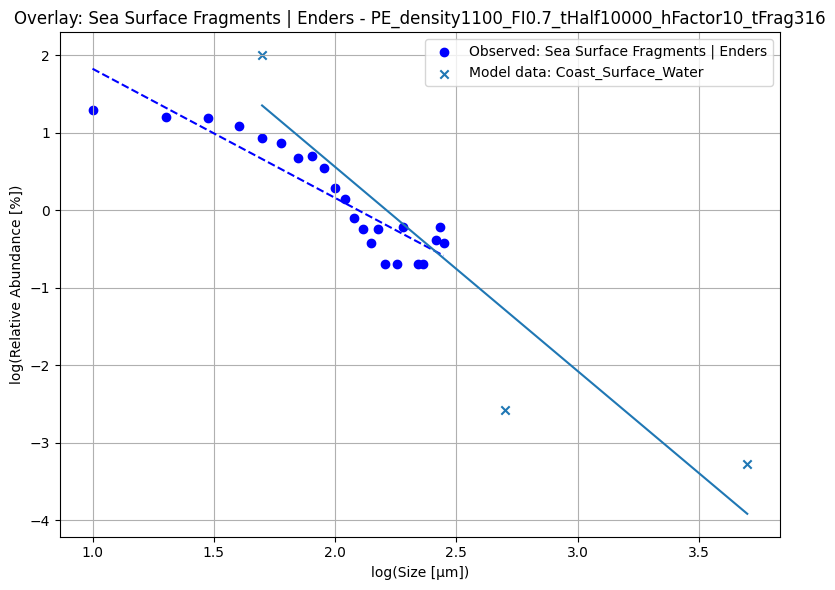 Overlay: Sea Surface Fragments | Enders - PE_density1100_FI0.7_tHalf10000_hFactor10_tFrag316
Observed: Sea Surface Fragments | Enders
Model data: Coast_Surface_Water
log(Relative Abundance [%])
2
1
0
−1
−2
−3
−4
1.0 1.5 2.0 2.5 3.0 3.5
log(Size [μm])